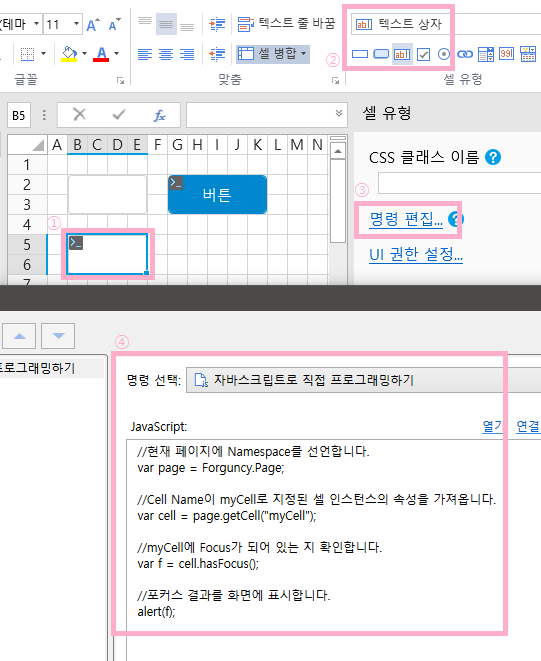 (테마
11
가
가
텍스트 줄 바꿈
셀 병합
②
텍스트 상자
글꼴
맞춤
셀 유형
B5
fx
셀 유형
A B C D E F G H I J K L M N
1
2
3
4
5
6
7
버튼
①
CSS 클래스 이름
③
명령 편집...
UI 권한 설정...
④
프로그래밍하기
명령 선택: 자바스크립트로 직접 프로그래밍하기
JavaScript: 열기 연결
//현재 페이지에 Namespace를 선언합니다.
var page = Forguncy.Page;
//Cell Name이 myCell로 지정된 셀 인스턴스의 속성을 가져옵니다.
var cell = page.getCell("myCell");
//myCell에 Focus가 되어 있는 지 확인합니다.
var f = cell.hasFocus();
//포커스 결과를 화면에 표시합니다.
alert(f);